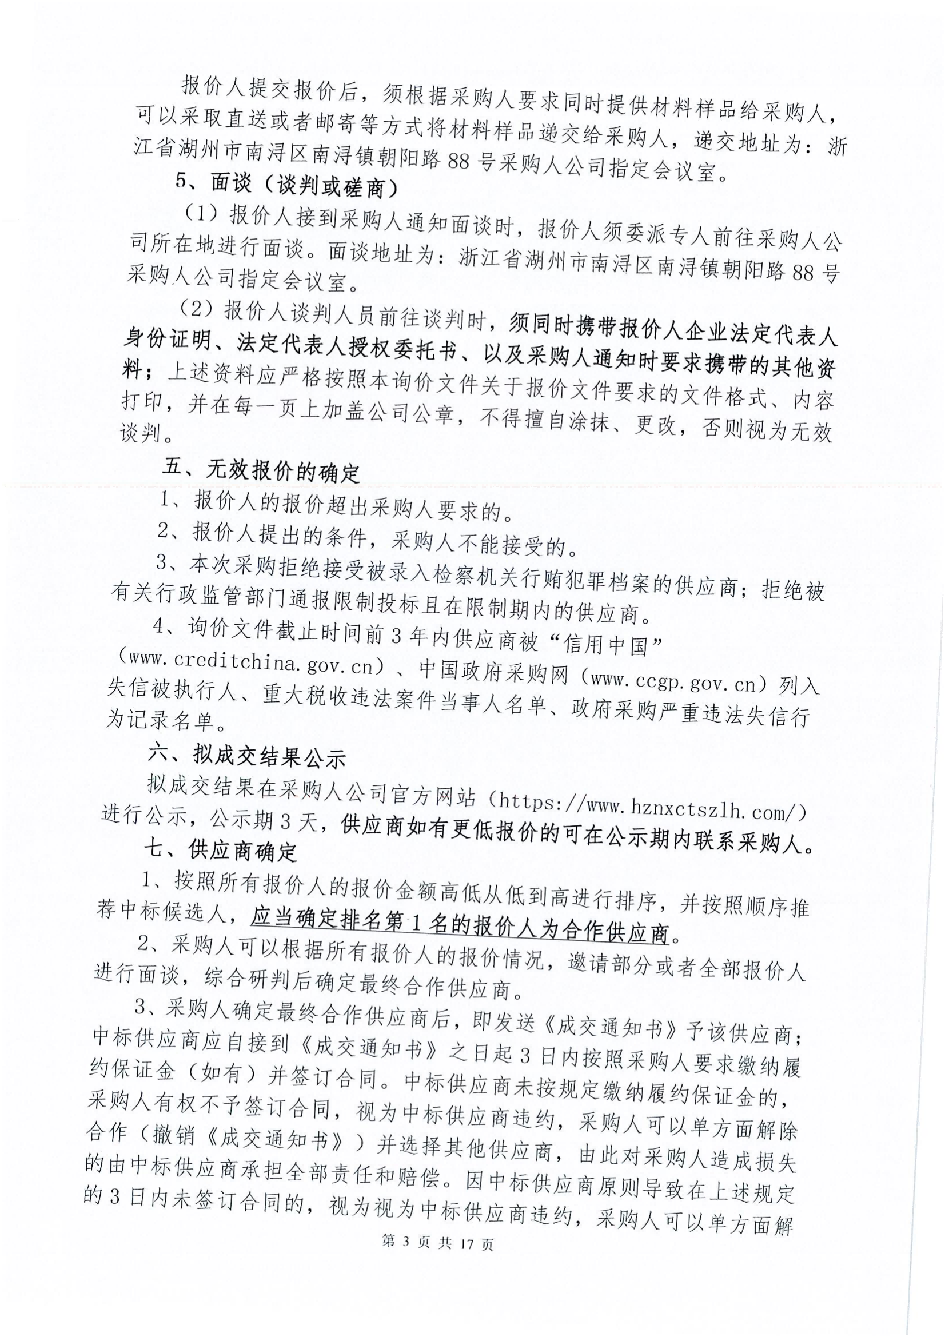 报价人提交报价后，须根据采购人要求同时提供材料样品给采购人，
可以采取直送或者邮寄等方式将材料样品递交给采购人，递交地址为：浙
江省湖州市南浔区南浔镇朝阳路 88 号采购人公司指定会议室。
5、面谈（谈判或磋商）
（1）报价人接到采购人通知面谈时，报价人须委派专人前往采购人公
司所在地进行面谈。面谈地址为：浙江省湖州市南浔区南浔镇朝阳路 88 号
采购人公司指定会议室。
（2）报价人谈判人员前往谈判时，须同时携带报价人企业法定代表人
身份证明、法定代表人授权委托书、以及采购人通知时要求携带的其他资
料；上述资料应严格按照本询价文件关于报价文件要求的文件格式、内容
打印，并在每一页上加盖公司公章，不得擅自涂抹、更改，否则视为无效
谈判。
五、无效报价的确定
1、报价人的报价超出采购人要求的。
2、报价人提出的条件，采购人不能接受的。
3、本次采购拒绝接受被录入检察机关行贿犯罪档案的供应商；拒绝被
有关行政监管部门通报限制投标且在限制期内的供应商。
4、询价文件截止时间前 3 年内供应商被“信用中国”
（www.creditchina.gov.cn）、中国政府采购网（www.ccgp.gov.cn）列入
失信被执行人、重大税收违法案件当事人名单、政府采购严重违法失信行
为记录名单。
六、拟成交结果公示
拟成交结果在采购人公司官方网站（https://www.hznxctszlh.com/）
进行公示，公示期 3 天，供应商如有更低报价的可在公示期内联系采购人。
七、供应商确定
1、按照所有报价人的报价金额高低从低到高进行排序，并按照顺序推
荐中标候选人，应当确定排名第 1 名的报价人为合作供应商。
2、采购人可以根据所有报价人的报价情况，邀请部分或者全部报价人
进行面谈，综合研判后确定最终合作供应商。
3、采购人确定最终合作供应商后，即发送《成交通知书》予该供应商；
中标供应商应自接到《成交通知书》之日起 3 日内按照采购人要求缴纳履
约保证金（如有）并签订合同。中标供应商未按规定缴纳履约保证金的，
采购人有权不予签订合同，视为中标供应商违约，采购人可以单方面解除
合作（撤销《成交通知书》）并选择其他供应商，由此对采购人造成损失
的由中标供应商承担全部责任和赔偿。因中标供应商原则导致在上述规定
的 3 日内未签订合同的，视为视为中标供应商违约，采购人可以单方面解
第 3 页 共 17 页